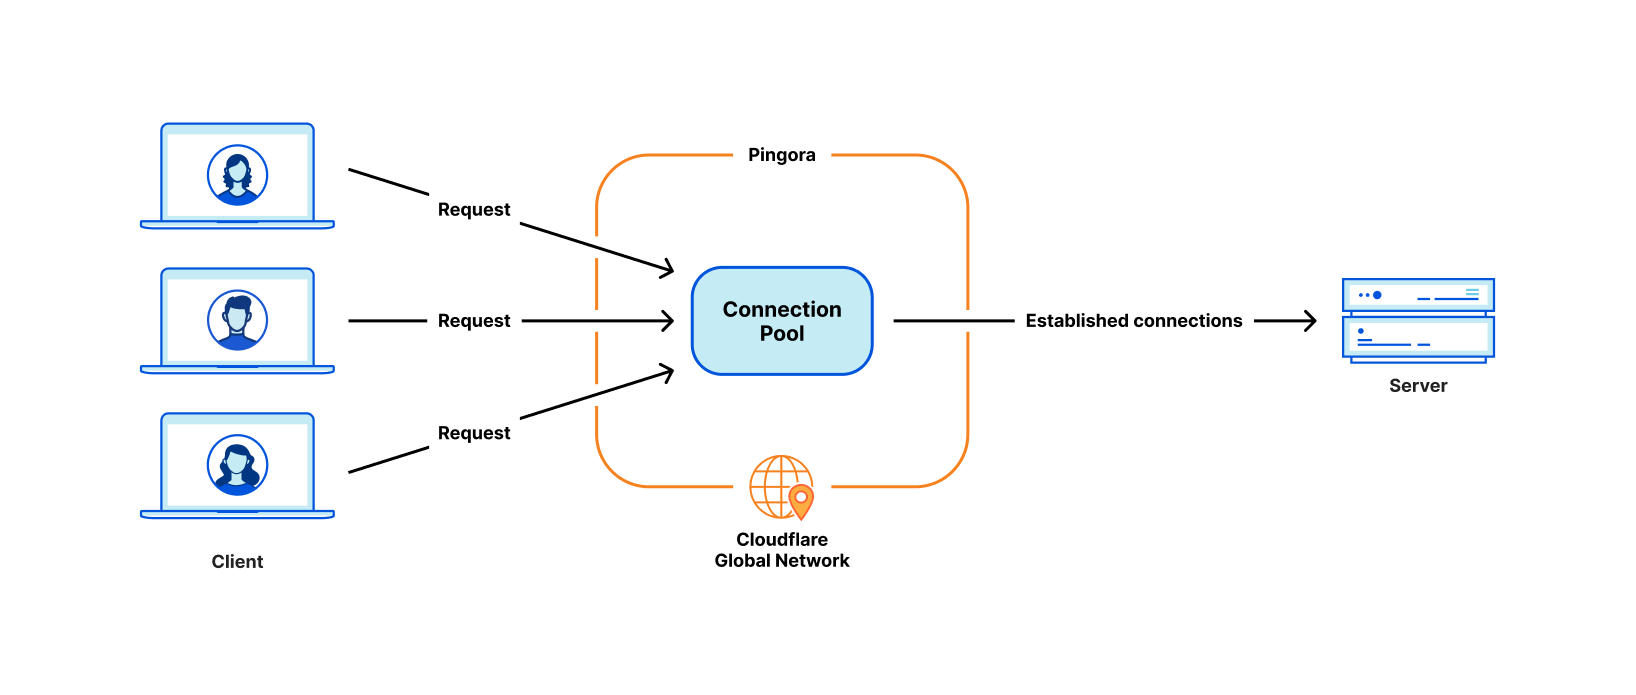 Pingora
Request
Request
Request
Connection
Pool
Established connections
Server
Cloudflare
Global Network
Client